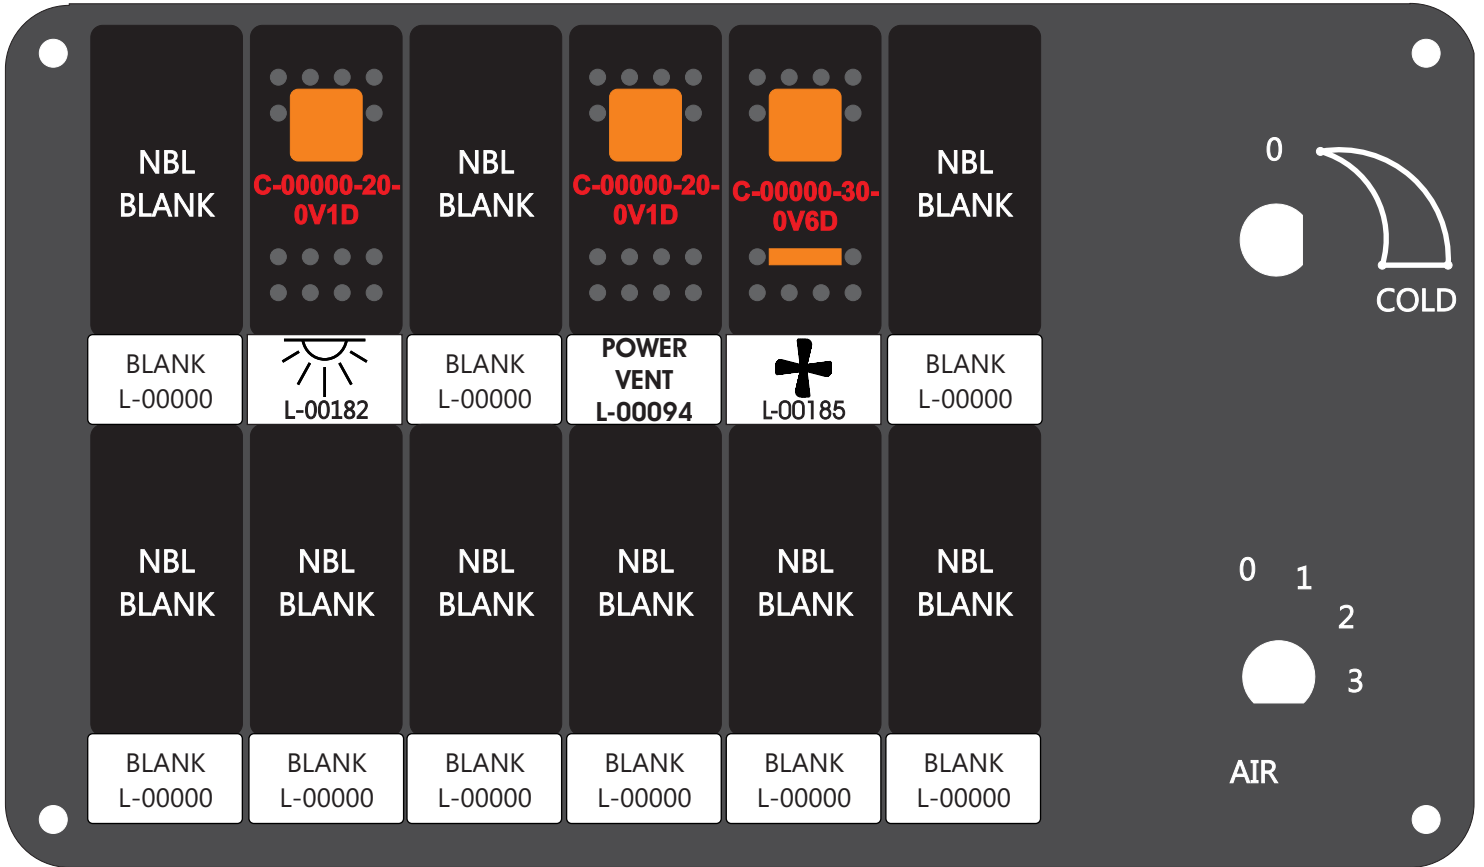 NBL
BLANK
C-00000-20-
0V1D
NBL
BLANK
C-00000-20-
0V1D
C-00000-30-
0V6D
NBL
BLANK
0
COLD
BLANK
L-00000
L-00182
BLANK
L-00000
POWER
VENT
L-00094
L-00185
BLANK
L-00000
NBL
BLANK
NBL
BLANK
NBL
BLANK
NBL
BLANK
NBL
BLANK
NBL
BLANK
0
1
2
3
AIR
BLANK
L-00000
BLANK
L-00000
BLANK
L-00000
BLANK
L-00000
BLANK
L-00000
BLANK
L-00000